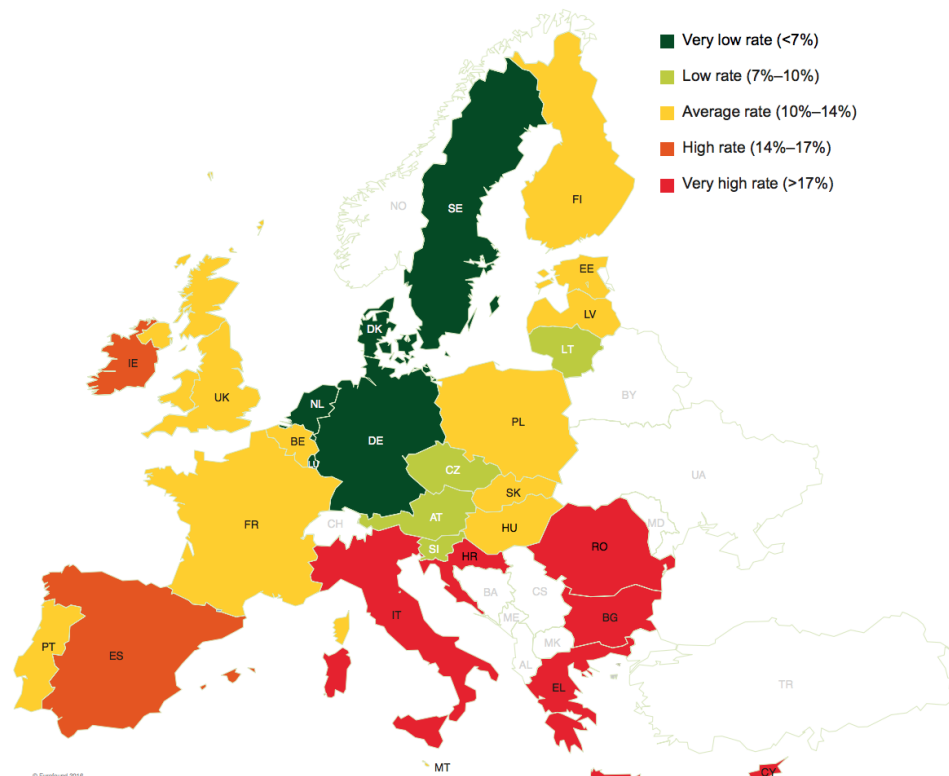 Very low rate (<7%)
Low rate (7%–10%)
Average rate (10%–14%)
High rate (14%–17%)
Very high rate (>17%)
NO
SE
FI
EE
LV
LT
DK
IE
UK
NL
BE
DE
LU
BY
PL
CZ
UA
SK
FR
CH
AT
HU
MD
SI
HR
RO
BA
CS
IT
ME
BG
PT
ES
MK
AL
EL
TR
MT
CY